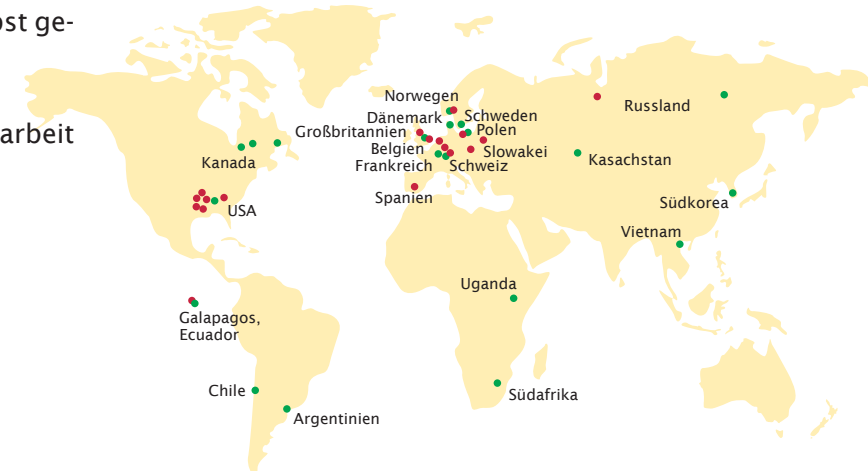 ost ge-
arbeit
Norwegen
Dänemark
Schweden
Großbritannien
Polen
Belgien
Slowakei
Frankreich
Schweiz
Spanien
Russland
Kasachstan
Südkorea
Vietnam
Kanada
USA
Galapagos,
Ecuador
Uganda
Chile
Argentinien
Südafrika